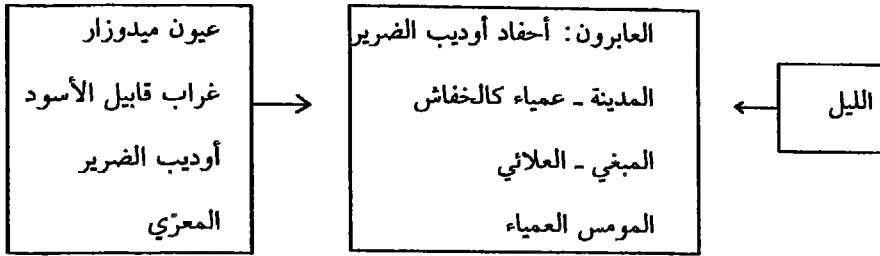 الليل
العابرون: أحفاد أوديب الضرير
المدينة - عمياء كالخفاش
المبغي - العلائي
المومس العمياء
عيون ميدوزار
غراب قابيل الأسود
أوديب الضرير
المعرّي